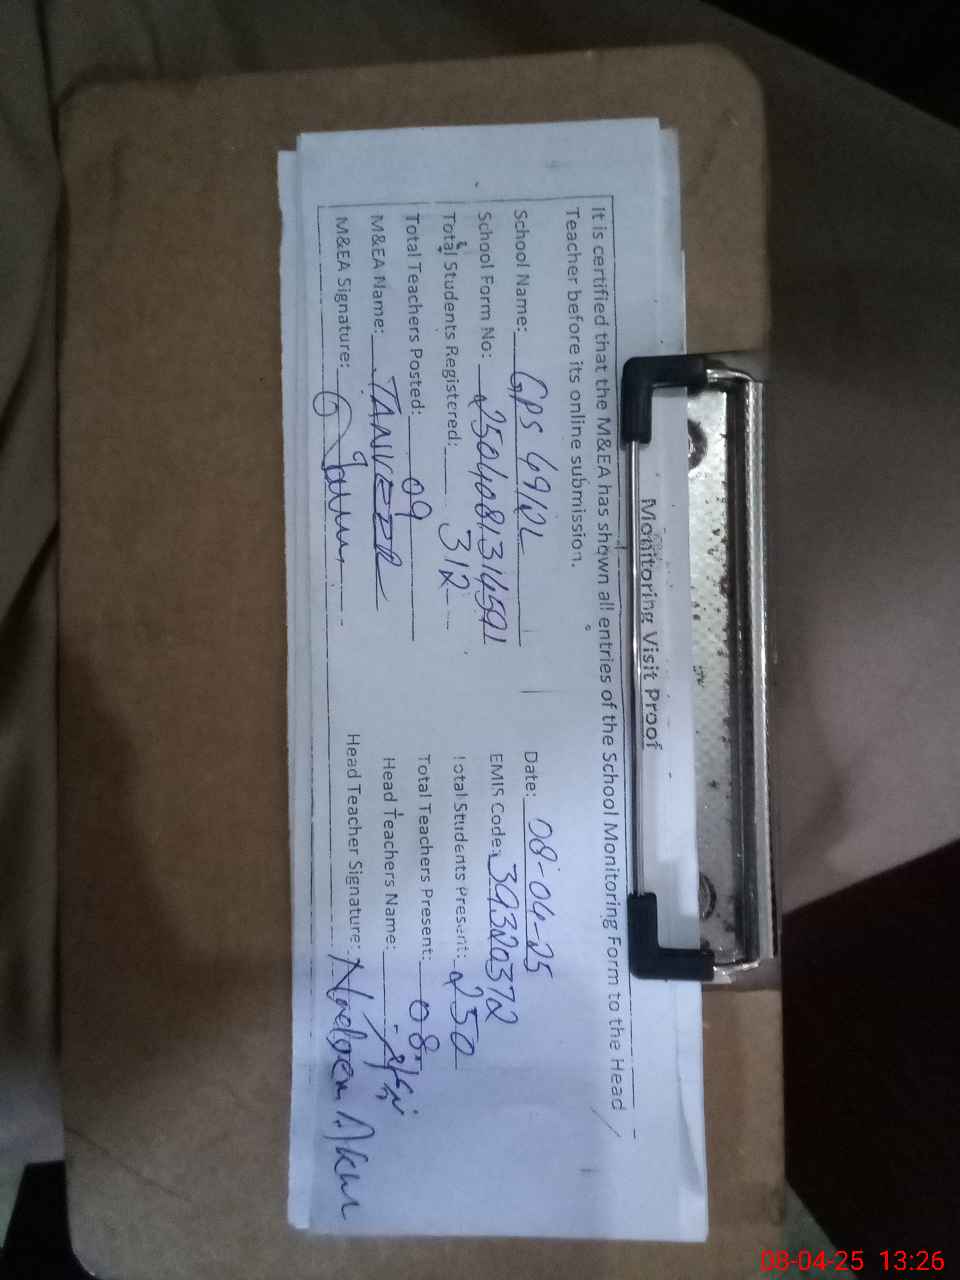 Monitoring Visit Proof
It is certified that the M&EA has shown all entries of the School Monitoring Form to the Head
Teacher before its online submission.
School Name: GPS 49/2L Date: 08-04-25
School Form No: 2504081314591 EMIS Code: 39320372
Total Students Registered: 312 Total Students Present: 250
Total Teachers Posted: 09 Total Teachers Present: 08
M&EA Name: TANVEER Head Teachers Name:
M&EA Signature: Head Teacher Signature:
08-04-25 13:26